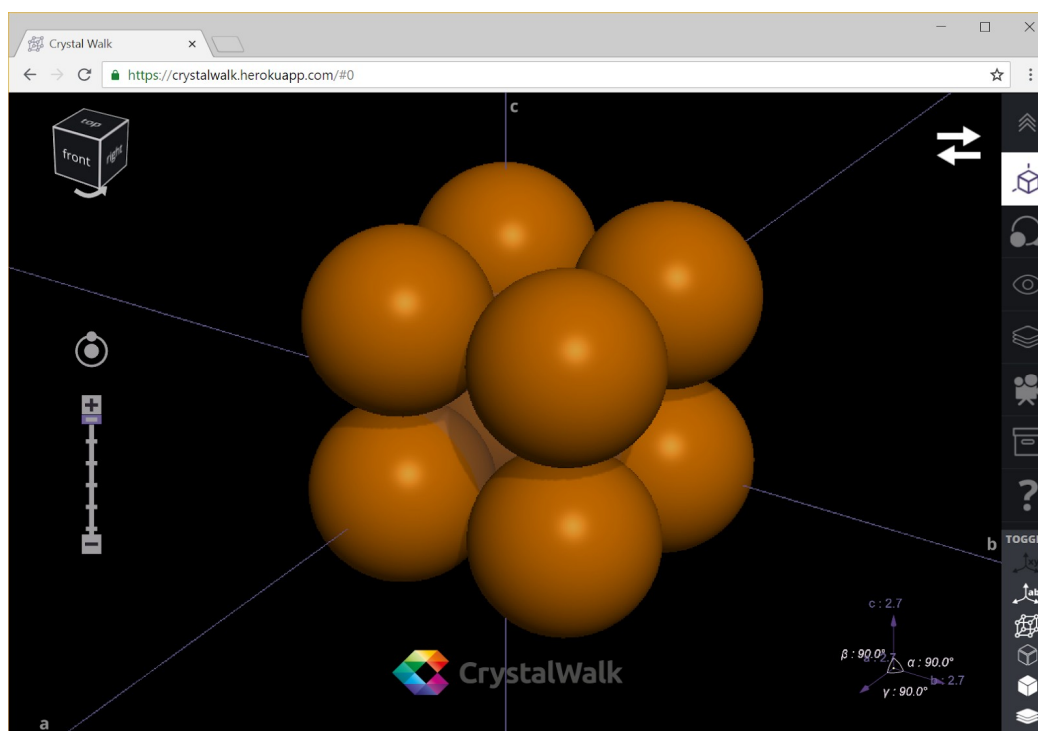 Crystal Walk
https://crystalwalk.herokuapp.com/#0
c
top
front
right
b
TOGG
c : 2.7
β : 90.0°
α : 90.0°
b : 2.7
γ : 90.0°
CrystalWalk
a